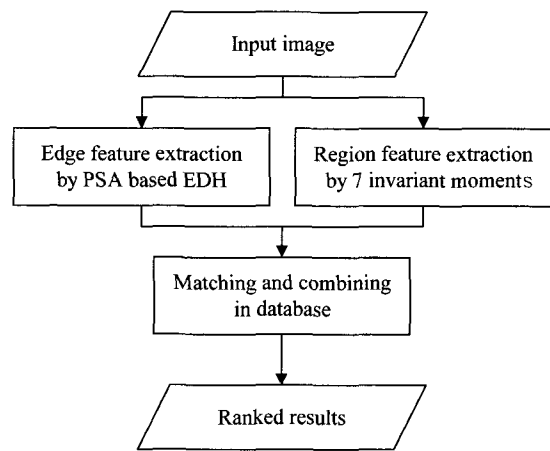 Input image
Edge feature extraction
by PSA based EDH
Region feature extraction
by 7 invariant moments
Matching and combining
in database
Ranked results